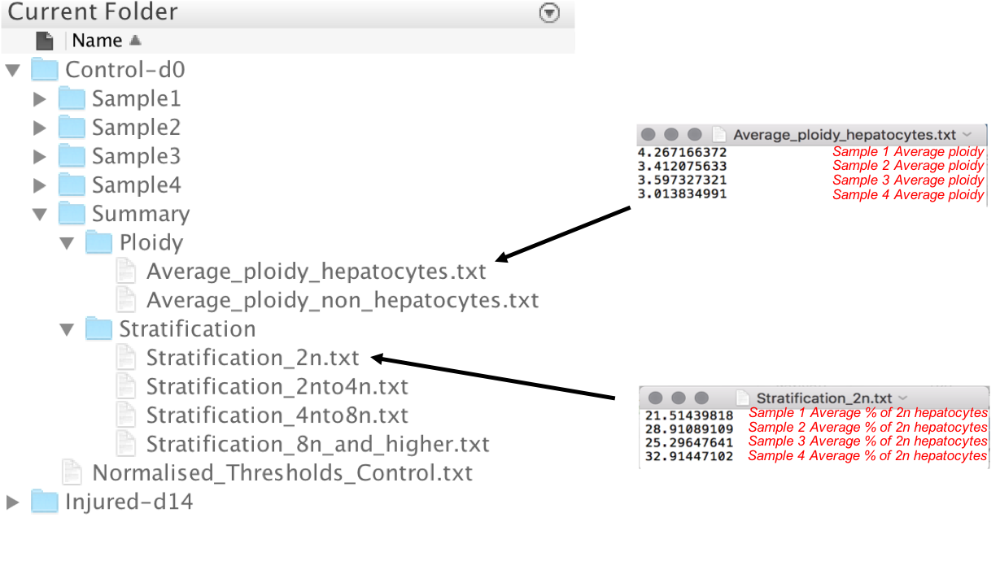 Current Folder
Name
Control-d0
Sample1
Sample2
Sample3
Sample4
Summary
Ploidy
Average_ploidy_hepatocytes.txt
Average_ploidy_non_hepatocytes.txt
Stratification
Stratification_2n.txt
Stratification_2nto4n.txt
Stratification_4nto8n.txt
Stratification_8n_and_higher.txt
Normalised_Thresholds_Control.txt
Injured-d14
Average_ploidy_hepatocytes.txt
4.267166372 Sample 1 Average ploidy
3.412075633 Sample 2 Average ploidy
3.597327321 Sample 3 Average ploidy
3.013834991 Sample 4 Average ploidy
Stratification_2n.txt
21.51439818 Sample 1 Average % of 2n hepatocytes
28.91089109 Sample 2 Average % of 2n hepatocytes
25.29647641 Sample 3 Average % of 2n hepatocytes
32.91447102 Sample 4 Average % of 2n hepatocytes